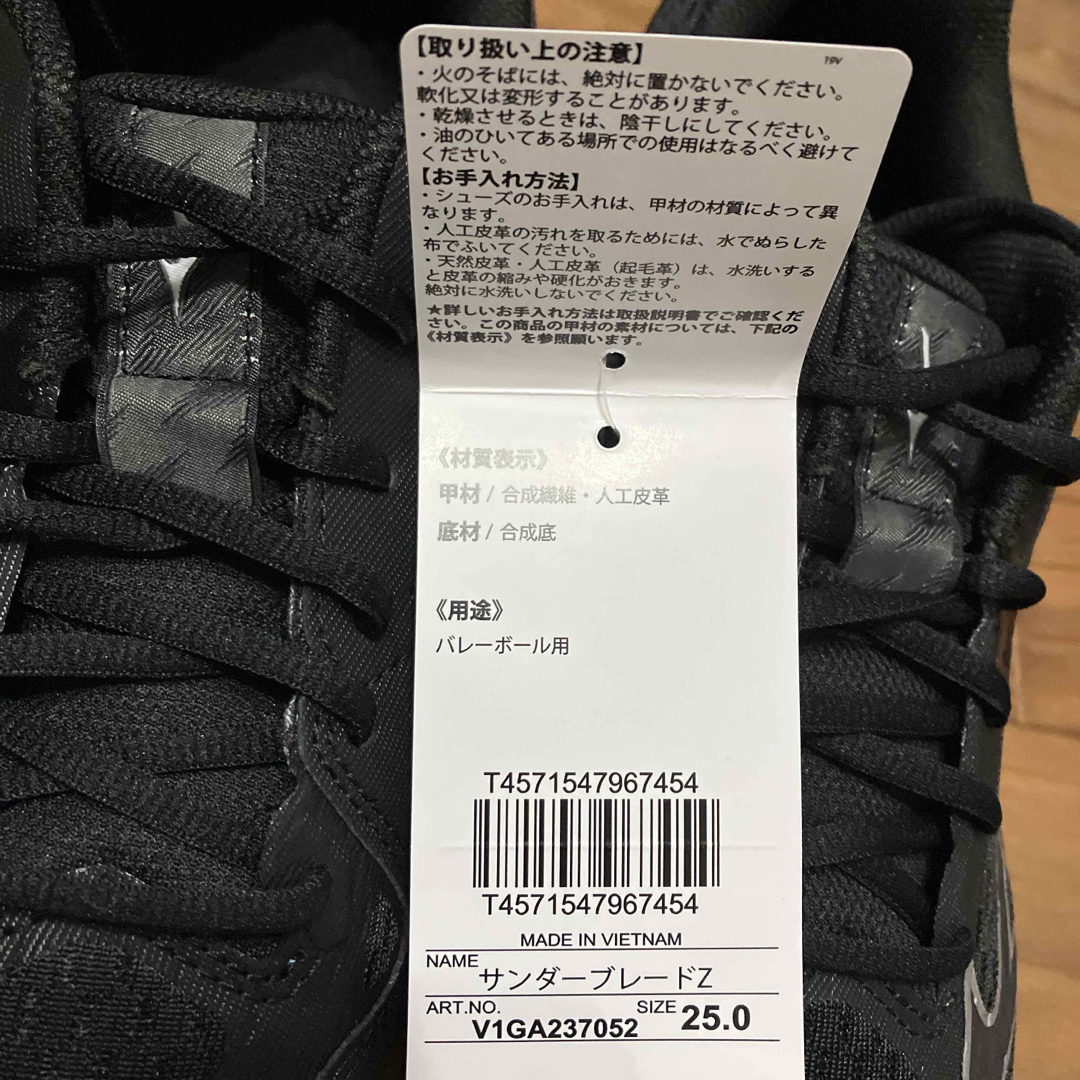 【取り扱い上の注意】
19V
・火のそばには、絶対に置かないでください。
軟化又は変形することがあります。
・乾燥させるときは、陰干しにしてください。
・油のひいてある場所での使用はなるべく避けて
ください。
【お手入れ方法】
・シューズのお手入れは、甲材の材質によって異
なります。
・人工皮革の汚れを取るためには、水でぬらした
布でふいてください。
・天然皮革・人工皮革（起毛革）は、水洗いする
と皮革の縮みや硬化がおきます。
絶対に水洗いしないでください。
★詳しいお手入れ方法は取扱説明書でご確認くだ
さい。この商品の甲材の素材については、下記の
《材質表示》を参照願います。
《材質表示》
甲材 / 合成繊維・人工皮革
底材 / 合成底
《用途》
バレーボール用
T4571547967454
T4571547967454
MADE IN VIETNAM
NAME サンダーブレードZ
ART.NO. V1GA237052 SIZE 25.0